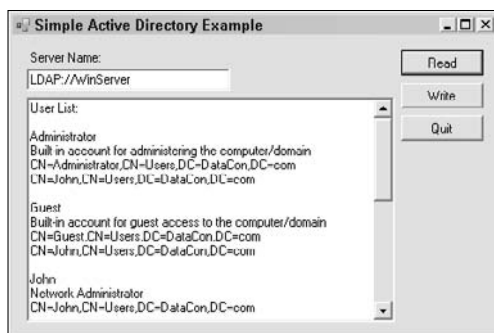 Simple Active Directory Example
Server Name:
LDAP://WinServer
Read
Write
Quit
User List:
Administrator
Built in account for administering the computer/domain
CN=Administrator,CN=Users,DC=DataCon,DC=com
CN=John,CN=Users,DC=DataCon,DC=com
Guest
Built-in account for guest access to the computer/domain
CN=Guest,CN=Users,DC=DataCon,DC=com
CN=John,CN=Users,DC=DataCon,DC=com
John
Network Administrator
CN=John,CN=Users,DC=DataCon,DC=com